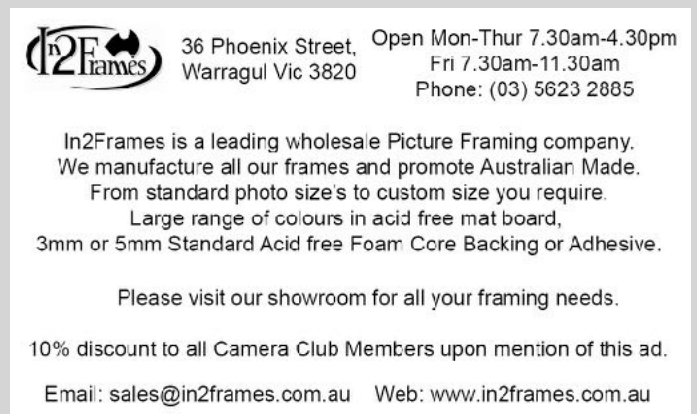 In2Frames
36 Phoenix Street,
Warragul Vic 3820
Open Mon-Thur 7.30am-4.30pm
Fri 7.30am-11.30am
Phone: (03) 5623 2885
In2Frames is a leading wholesale Picture Framing company.
We manufacture all our frames and promote Australian Made.
From standard photo size's to custom size you require.
Large range of colours in acid free mat board,
3mm or 5mm Standard Acid free Foam Core Backing or Adhesive.
Please visit our showroom for all your framing needs.
10% discount to all Camera Club Members upon mention of this ad.
Email: sales@in2frames.com.au Web: www.in2frames.com.au